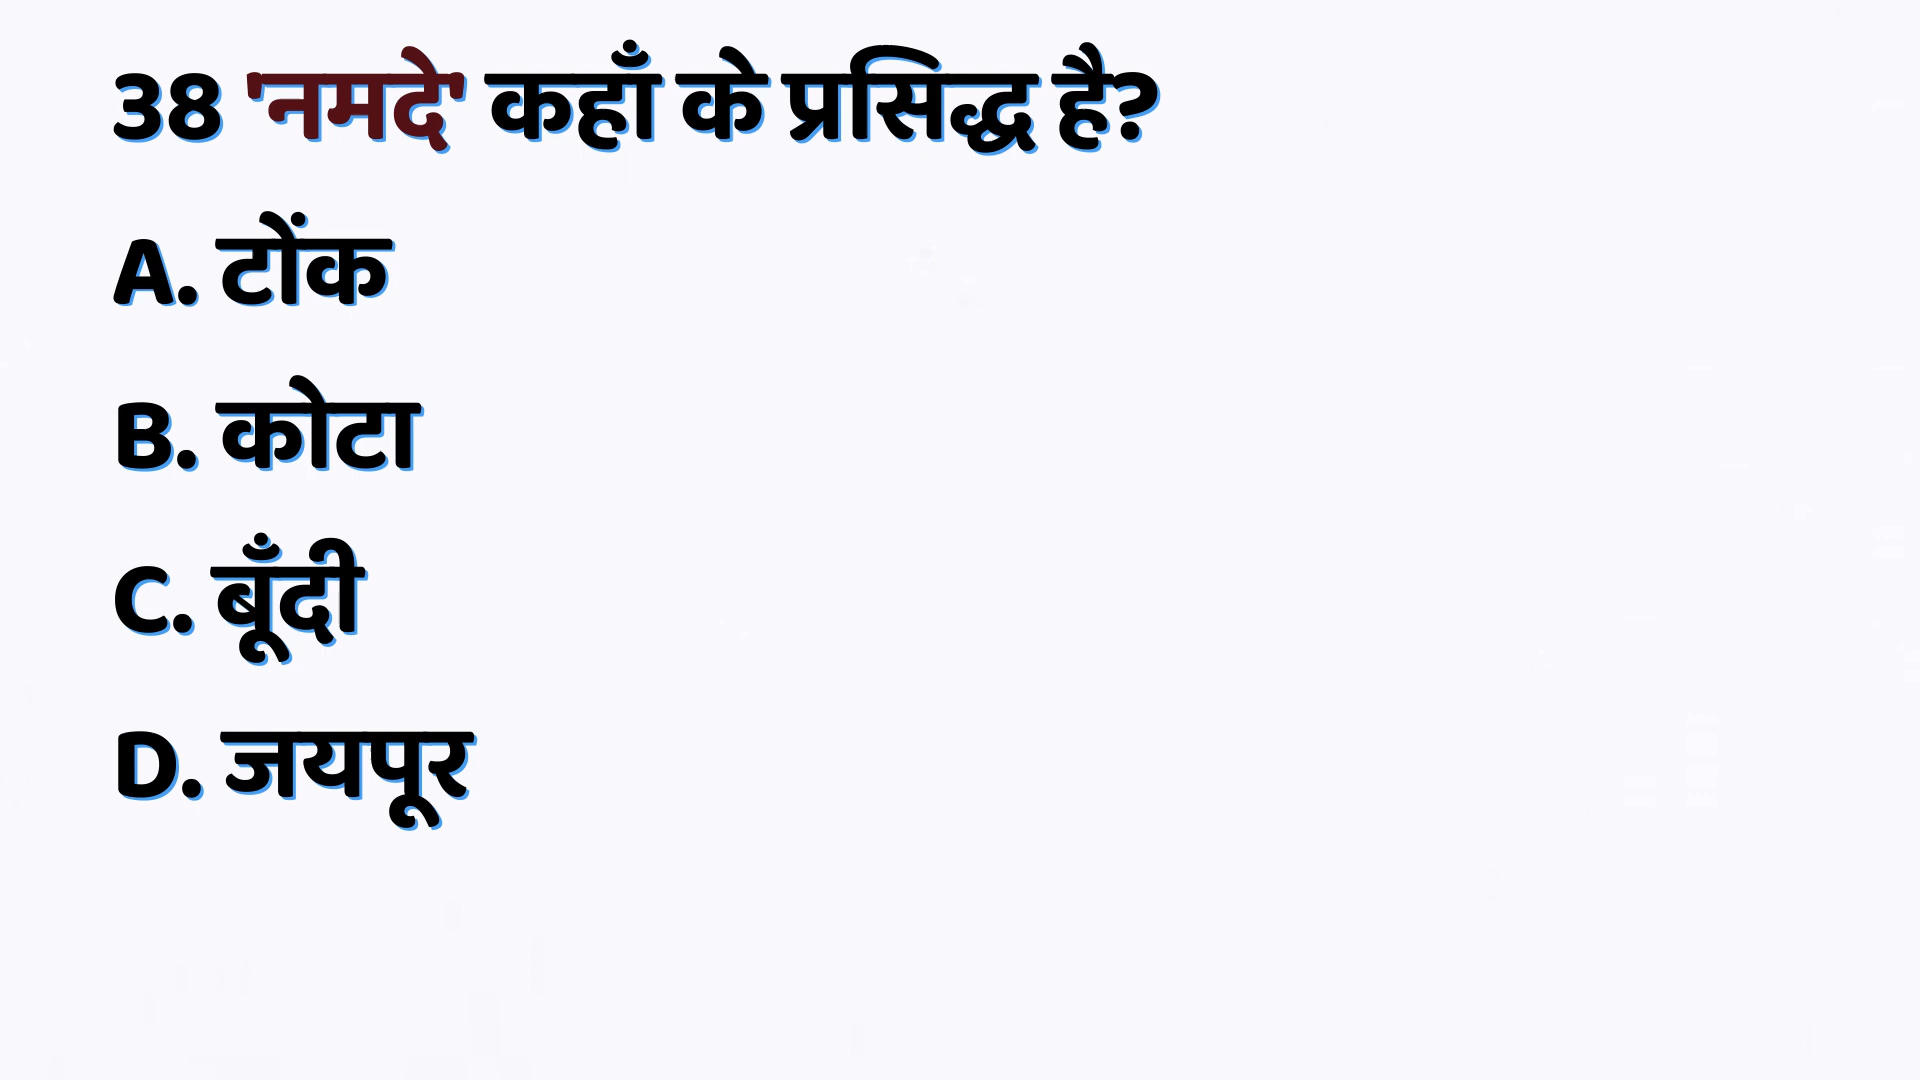 38 'नमदे' कहाँ के प्रसिद्ध है?
A. टोंक
B. कोटा
C. बूँदी
D. जयपूर